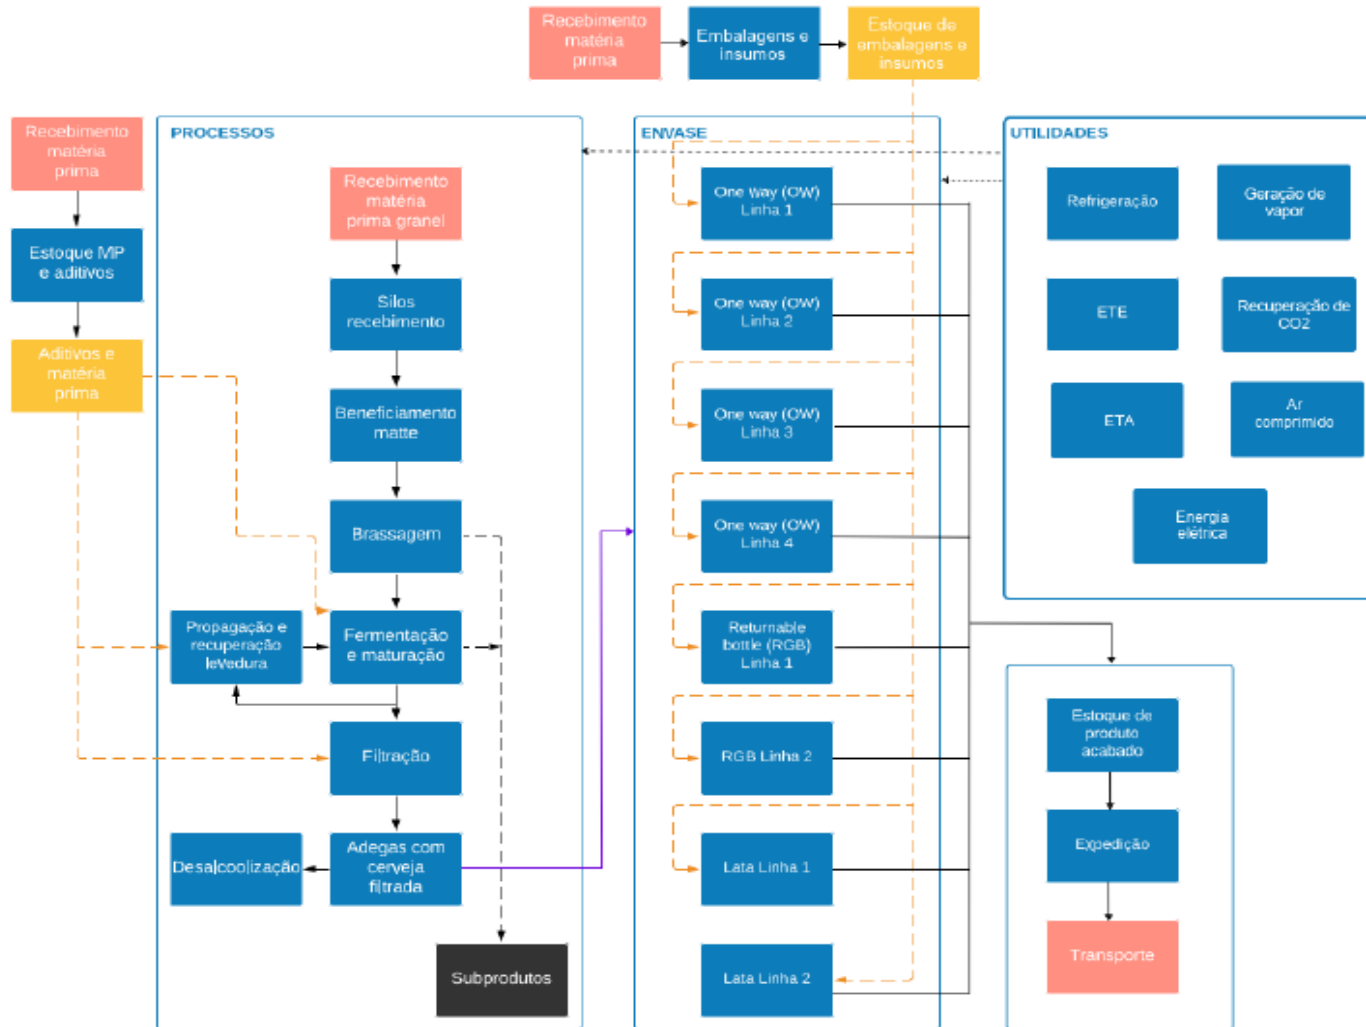 Recebimento
matéria
prima
Embalagens e
insumos
Estoque de
embalagens e
insumos
Recebimento
matéria
prima
Estoque MP
e aditivos
Aditivos e
matéria
prima
PROCESSOS
Recebimento
matéria
prima granel
Silos
recebimento
Beneficiamento
matte
Brassagem
Propagação e
recuperação
leVedura
Fermentação
e maturação
Filtração
Desalcoolização
Adegas com
cerveja
filtrada
Subprodutos
ENVASE
One way (OW)
Linha 1
One way (OW)
Linha 2
One way (OW)
Linha 3
One way (OW)
Linha 4
Returnable
bottle (RGB)
Linha 1
RGB Linha 2
Lata Linha 1
Lata Linha 2
UTILIDADES
Refrigeração
Geração de
vapor
ETE
Recuperação de
CO2
ETA
Ar
comprimido
Energia
elétrica
Estoque de
produto
acabado
Expedição
Transporte